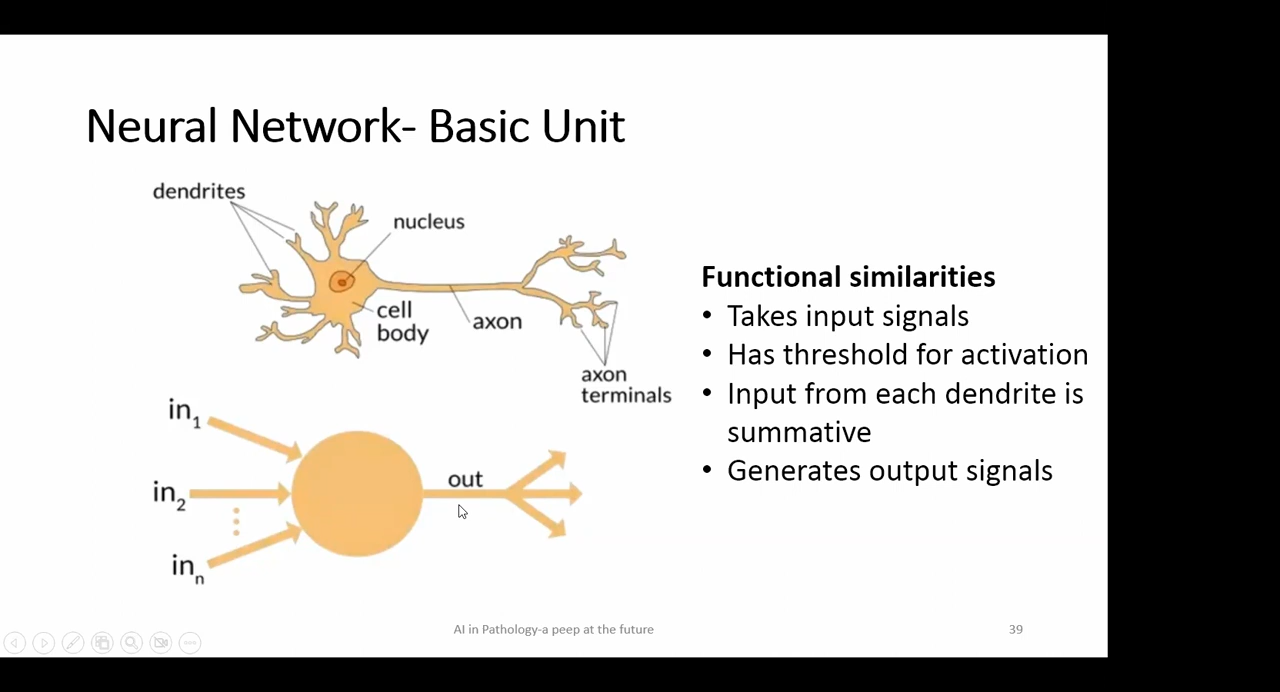 Neural Network- Basic Unit
dendrites
nucleus
cell
body
axon
axon
terminals
in1
in2
inn
out
Functional similarities
• Takes input signals
• Has threshold for activation
• Input from each dendrite is
summative
• Generates output signals
AI in Pathology-a peep at the future
39